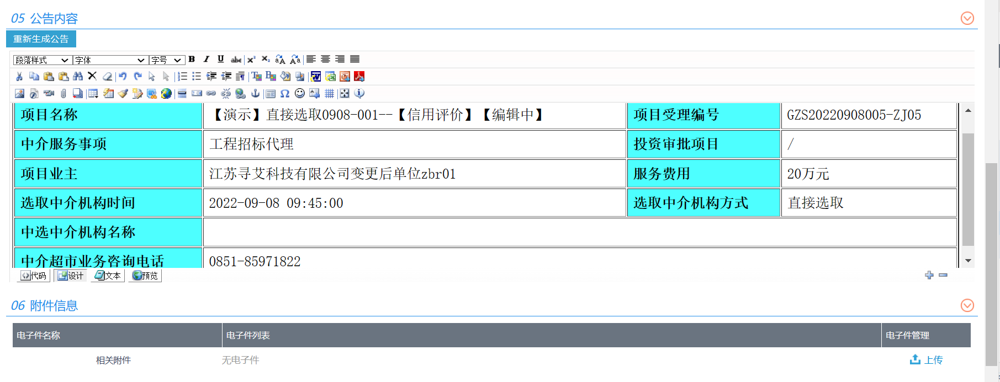 05 公告内容
重新生成公告
段落样式 字体 字号
项目名称 【演示】直接选取0908-001--【信用评价】【编辑中】 项目受理编号 GZS20220908005-ZJ05
中介服务事项 工程招标代理 投资审批项目 /
项目业主 江苏寻艾科技有限公司变更后单位zbr01 服务费用 20万元
选取中介机构时间 2022-09-08 09:45:00 选取中介机构方式 直接选取
中选中介机构名称
中介超市业务咨询电话 0851-85971822
代码 设计 文本 预览
06 附件信息
电子件名称 电子件列表 电子件管理
相关附件 无电子件 上传